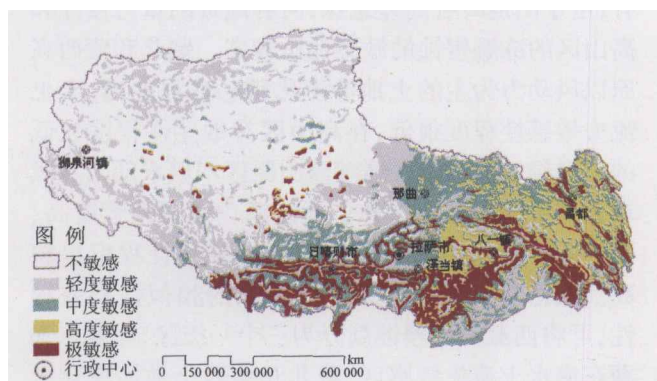 狮泉河镇
那曲
昌都
日喀则市
拉萨市
八一镇
泽当镇
图 例
不敏感
轻度敏感
中度敏感
高度敏感
极敏感
行政中心
km
0 150 000 300 000 600 000